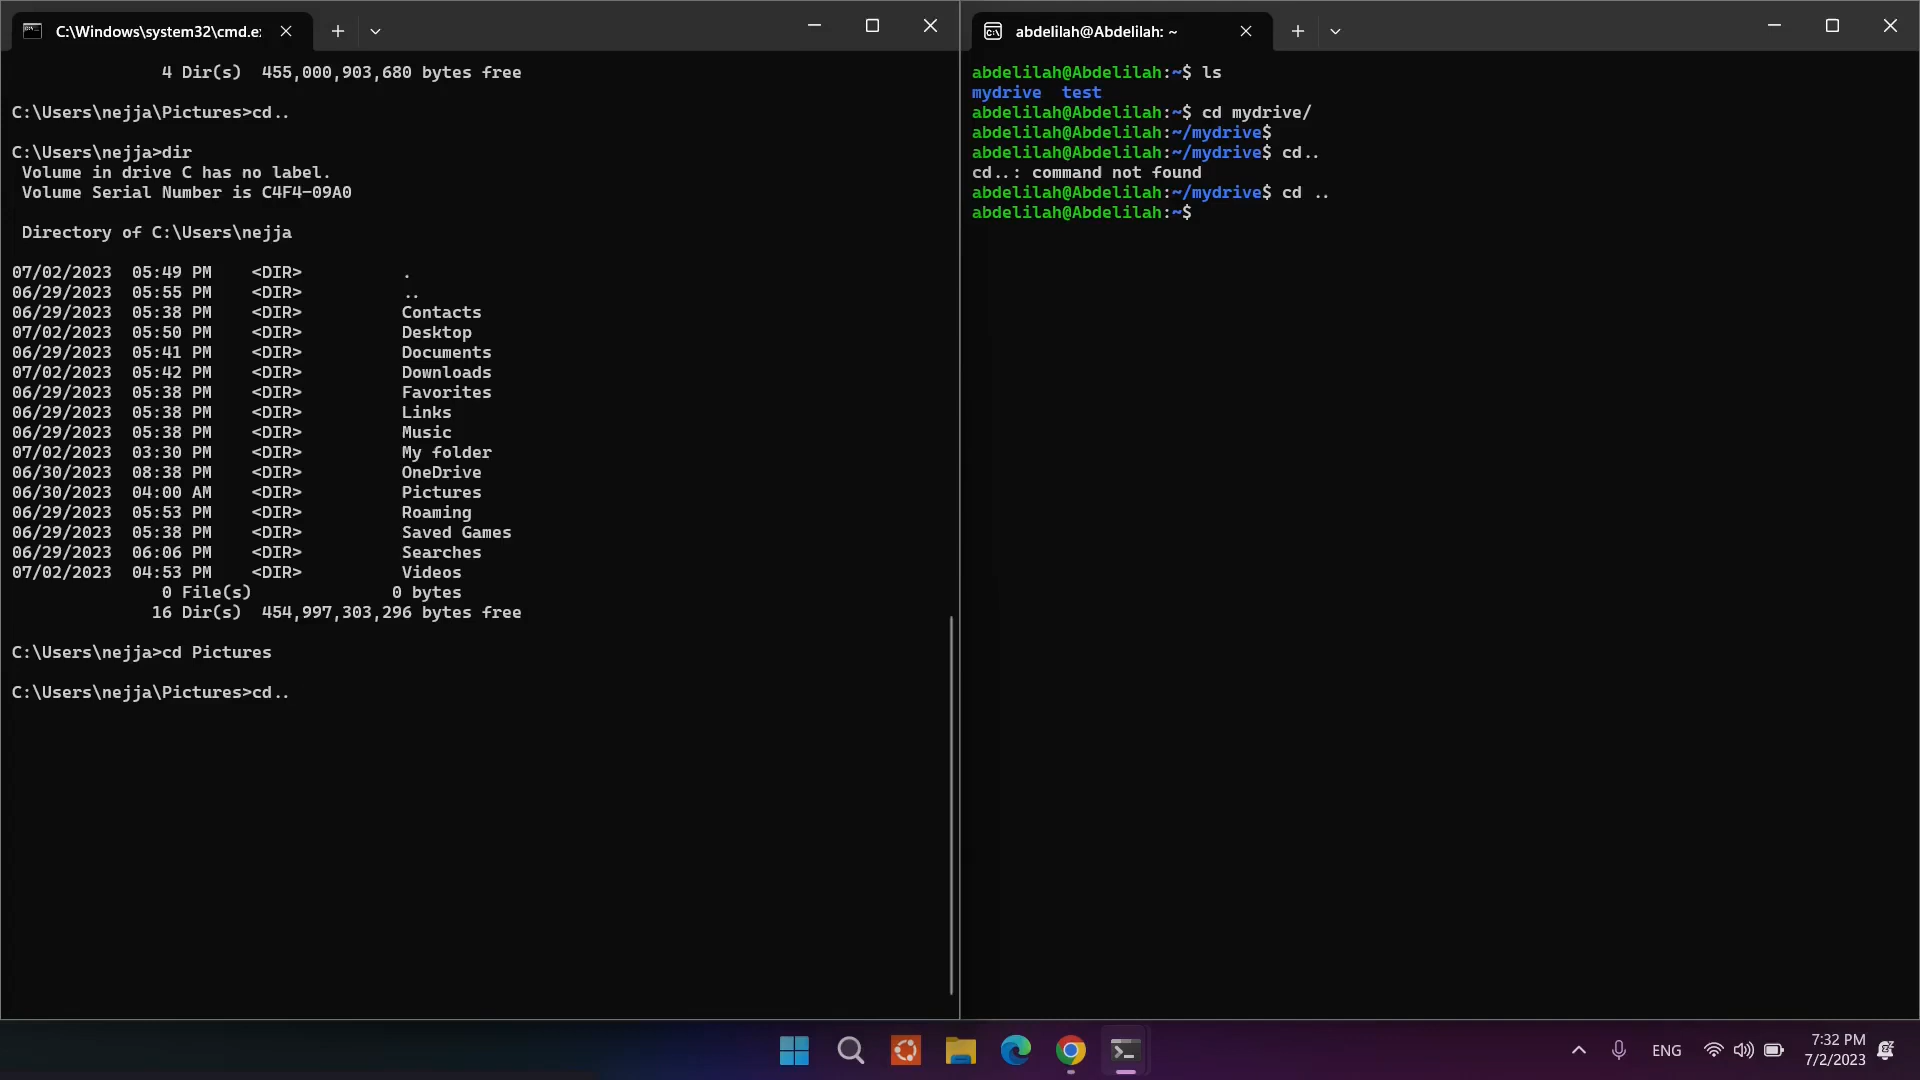 C:\Windows\system32\cmd.e:
4 Dir(s)  455,000,903,680 bytes free
C:\Users\nejja\Pictures>cd..
C:\Users\nejja>dir
Volume in drive C has no label.
Volume Serial Number is C4F4-09A0
Directory of C:\Users\nejja
07/02/2023  05:49 PM    <DIR>          .
06/29/2023  05:55 PM    <DIR>          ..
06/29/2023  05:38 PM    <DIR>          Contacts
07/02/2023  05:50 PM    <DIR>          Desktop
06/29/2023  05:41 PM    <DIR>          Documents
07/02/2023  05:42 PM    <DIR>          Downloads
06/29/2023  05:38 PM    <DIR>          Favorites
06/29/2023  05:38 PM    <DIR>          Links
06/29/2023  05:38 PM    <DIR>          Music
07/02/2023  03:30 PM    <DIR>          My folder
06/30/2023  08:38 PM    <DIR>          OneDrive
06/30/2023  04:00 AM    <DIR>          Pictures
06/29/2023  05:53 PM    <DIR>          Roaming
06/29/2023  05:38 PM    <DIR>          Saved Games
06/29/2023  06:06 PM    <DIR>          Searches
07/02/2023  04:53 PM    <DIR>          Videos
0 File(s)              0 bytes
16 Dir(s)  454,997,303,296 bytes free
C:\Users\nejja>cd Pictures
C:\Users\nejja\Pictures>cd..
abdelilah@Abdelilah: ~
abdelilah@Abdelilah:~$ ls
mydrive  test
abdelilah@Abdelilah:~$ cd mydrive/
abdelilah@Abdelilah:~/mydrive$
abdelilah@Abdelilah:~/mydrive$ cd..
cd..: command not found
abdelilah@Abdelilah:~/mydrive$ cd ..
abdelilah@Abdelilah:~$
ENG
7:32 PM
7/2/2023